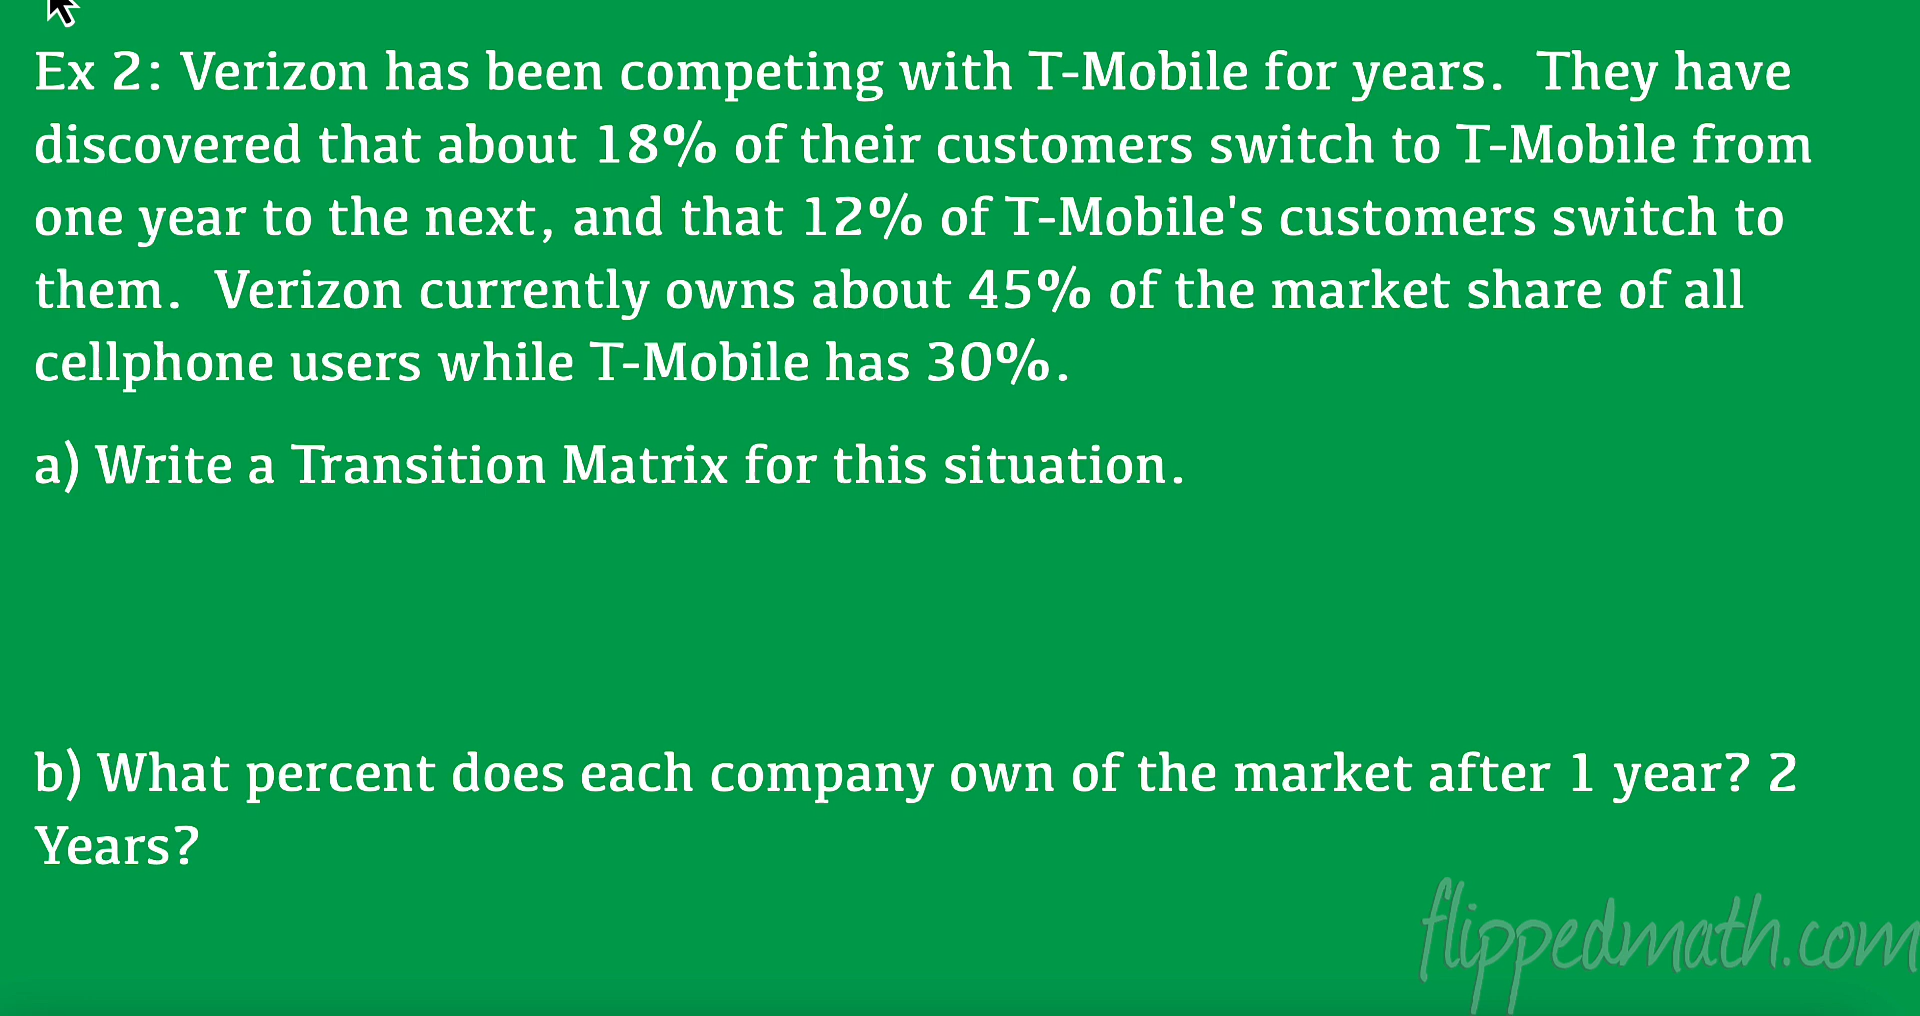 Ex 2: Verizon has been competing with T-Mobile for years. They have
discovered that about 18% of their customers switch to T-Mobile from
one year to the next, and that 12% of T-Mobile's customers switch to
them. Verizon currently owns about 45% of the market share of all
cellphone users while T-Mobile has 30%.
a) Write a Transition Matrix for this situation.
b) What percent does each company own of the market after 1 year? 2
Years?
flippedmath.com